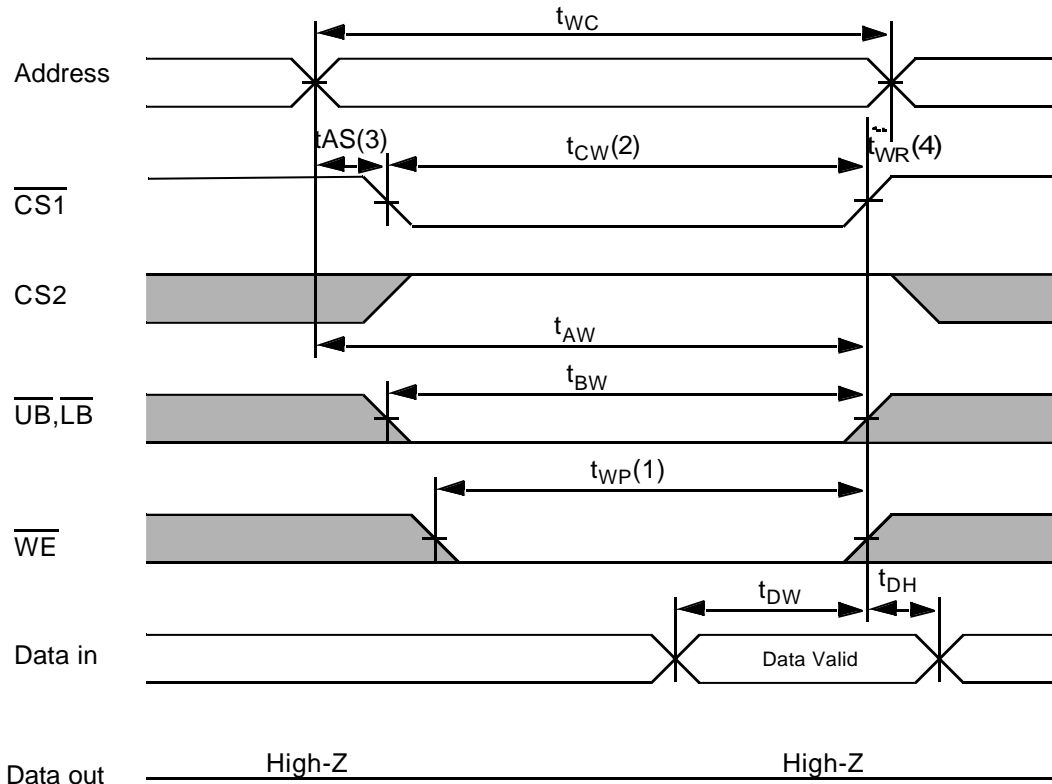 tWC
Address
tAS(3)
tCW(2)
tWR(4)
CS1
CS2
tAW
tBW
UB,LB
tWP(1)
WE
tDW
tDH
Data in
Data Valid
High-Z
High-Z
Data out